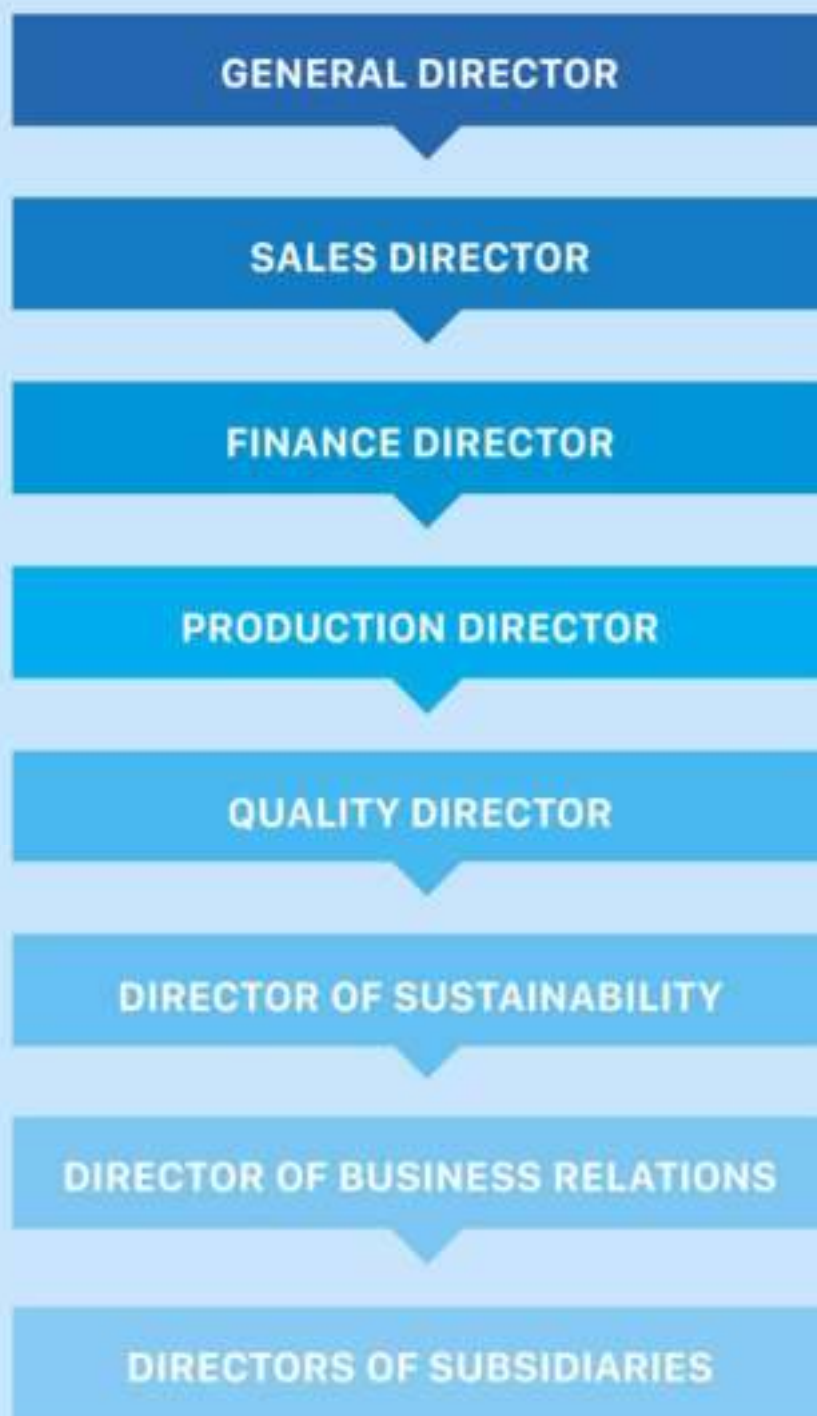 GENERAL DIRECTOR
SALES DIRECTOR
FINANCE DIRECTOR
PRODUCTION DIRECTOR
QUALITY DIRECTOR
DIRECTOR OF SUSTAINABILITY
DIRECTOR OF BUSINESS RELATIONS
DIRECTORS OF SUBSIDIARIES